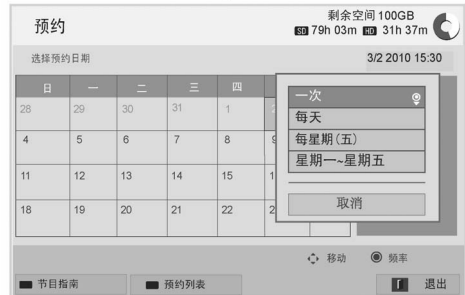 预约
剩余空间 100GB
SD 79h 03m HD 31h 37m
选择预约日期
3/2 2010 15:30
日 一 二 三 四
28 29 30 31 1
4 5 6 7 8
11 12 13 14 15
18 19 20 21 22
一次
每天
每星期(五)
星期一~星期五
取消
移动 频率
节目指南 预约列表 退出